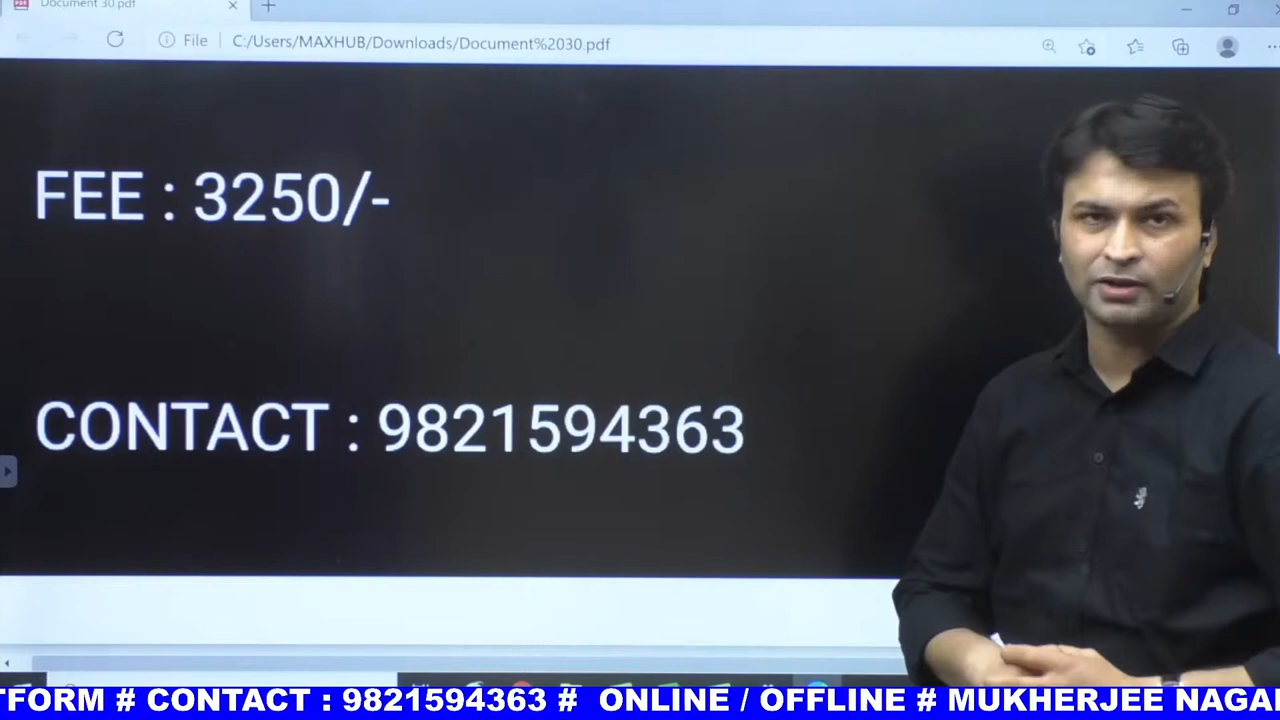 Document 30.pdf
File
C:/Users/MAXHUB/Downloads/Document%2030.pdf
FEE : 3250/-
CONTACT : 9821594363
TFORM # CONTACT : 9821594363 # ONLINE / OFFLINE # MUKHERJEE NAGA